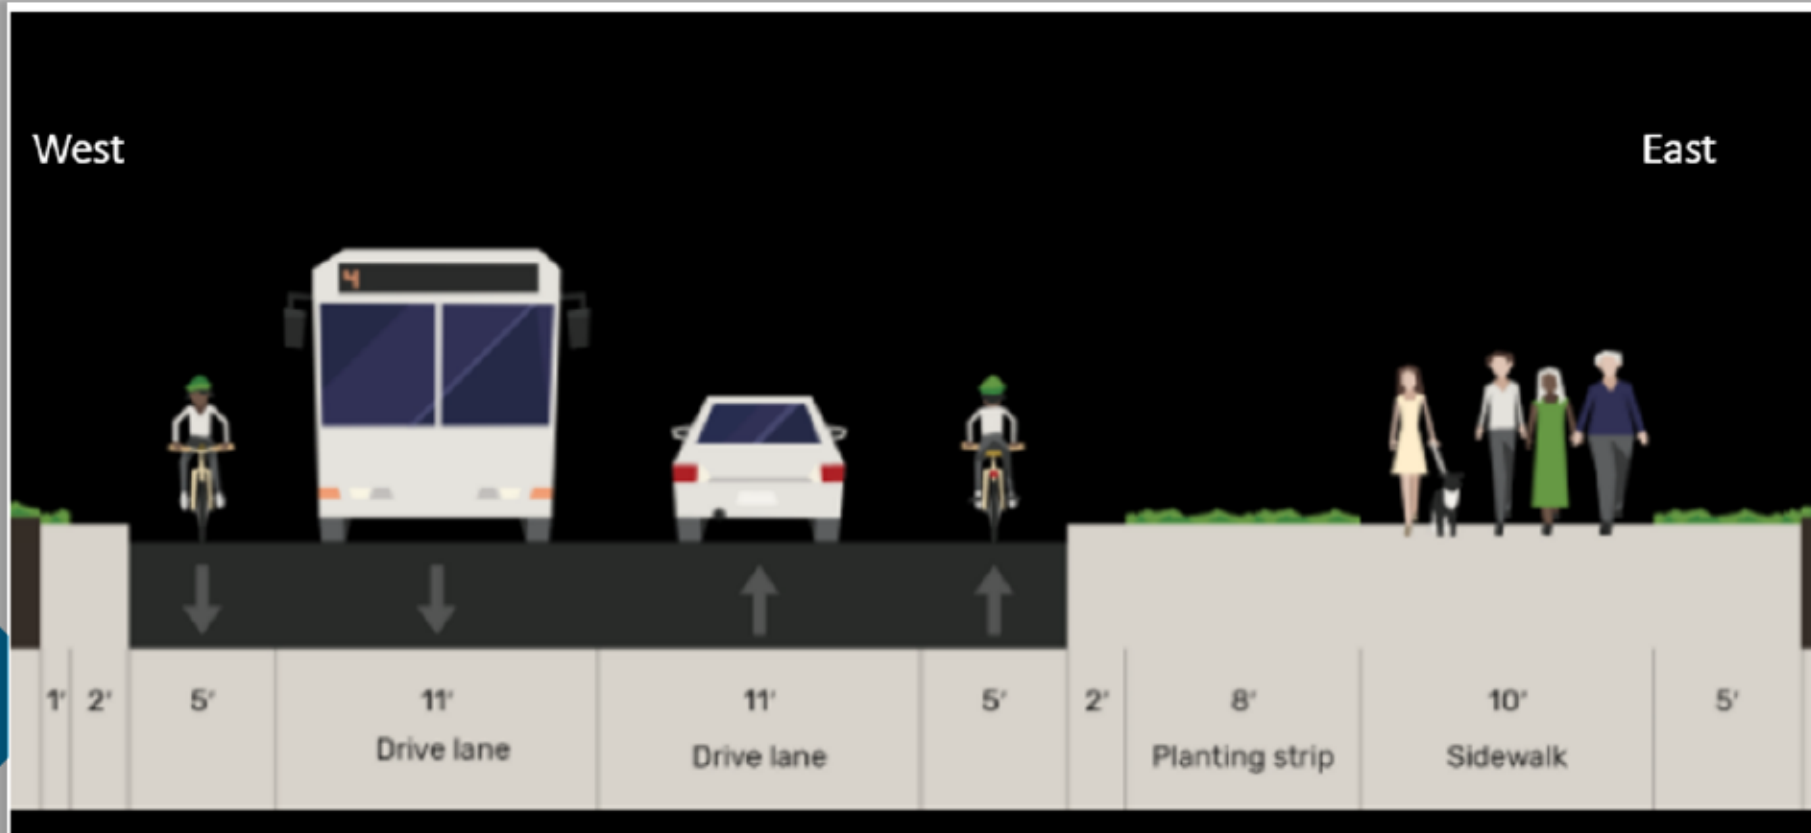 West
East
4
1' 2' 5' 11' 11' 5' 2' 8' 10' 5'
Drive lane Drive lane Planting strip Sidewalk